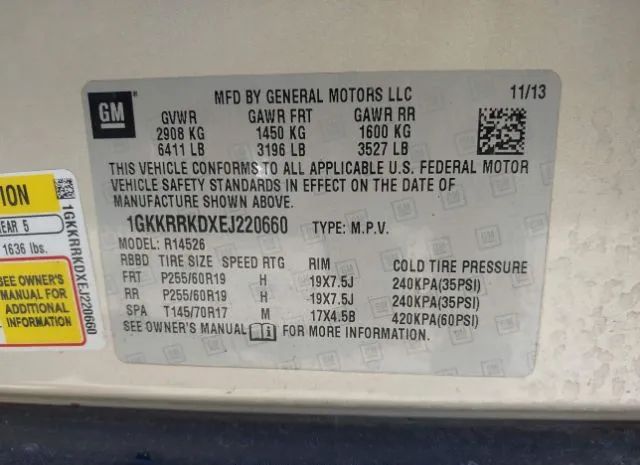 MFD BY GENERAL MOTORS LLC 11/13
GM
GVWR GAWR FRT GAWR RR
2908 KG 1450 KG 1600 KG
6411 LB 3196 LB 3527 LB
THIS VEHICLE CONFORMS TO ALL APPLICABLE U.S. FEDERAL MOTOR
VEHICLE SAFETY STANDARDS IN EFFECT ON THE DATE OF
MANUFACTURE SHOWN ABOVE.
1GKKRRKDXEJ220660 TYPE: M.P.V.
MODEL: R14526
RBBD TIRE SIZE SPEED RTG RIM COLD TIRE PRESSURE
FRT P255/60R19 H 19X7.5J 240KPA(35PSI)
RR P255/60R19 H 19X7.5J 240KPA(35PSI)
SPA T145/70R17 M 17X4.5B 420KPA(60PSI)
SEE OWNER'S MANUAL FOR MORE INFORMATION.
REAR 5
1636 lbs.
SEE OWNER'S
MANUAL FOR
ADDITIONAL
INFORMATION
1GKKRRKDXEJ220660